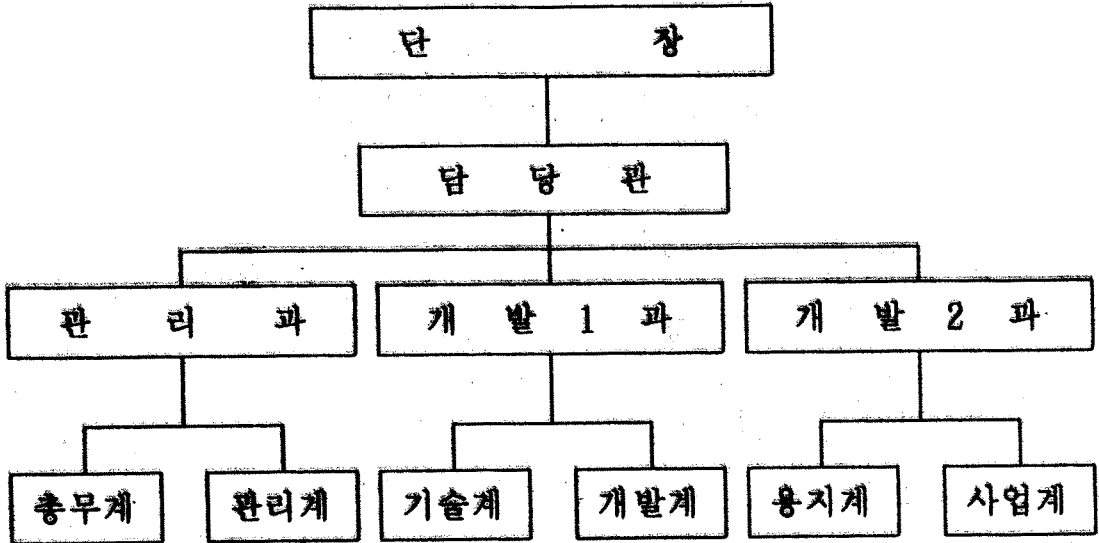 단 장
담 당 관
관 리 과 개 발 1 과 개 발 2 과
총무계 관리계 기술계 개발계 용지계 사업계